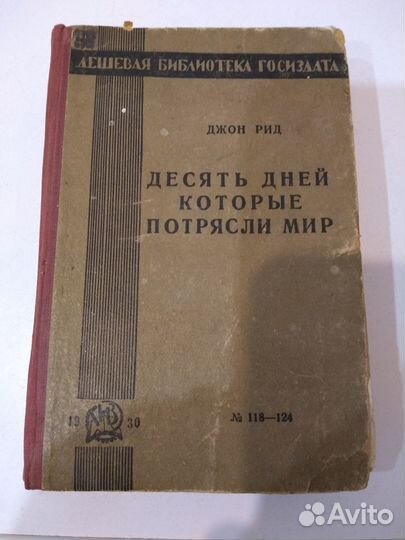 ДЕШЕВАЯ БИБЛИОТЕКА ГОСИЗДАТА
ДЖОН РИД
ДЕСЯТЬ ДНЕЙ
КОТОРЫЕ
ПОТРЯСЛИ МИР
19 30
№ 118—124
Avito